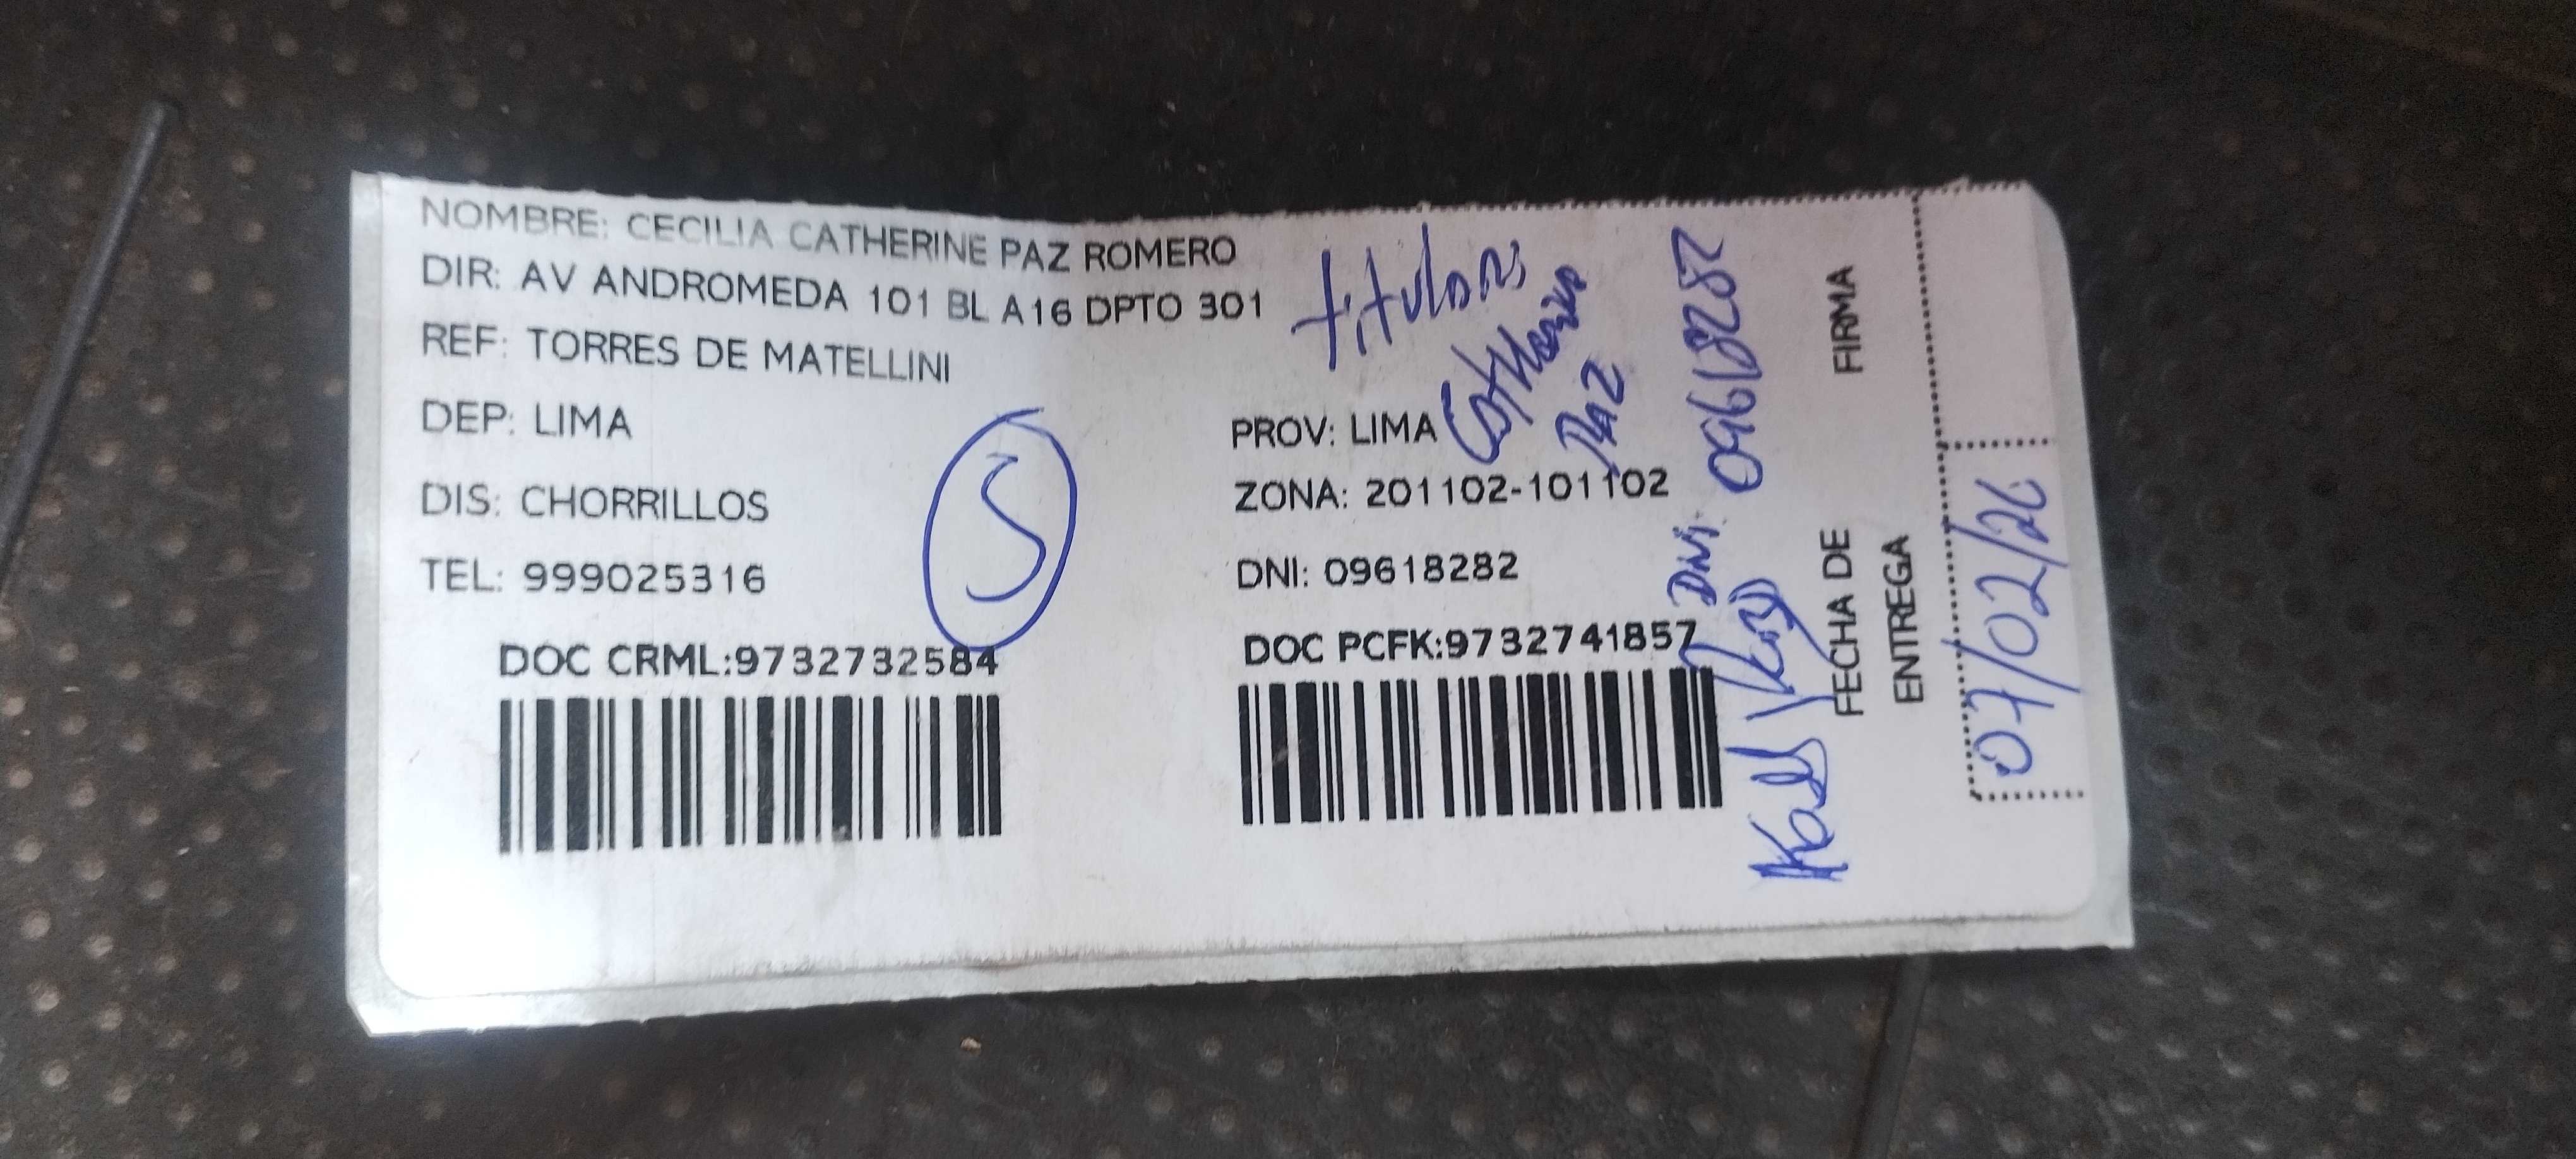 NOMBRE: CECILIA CATHERINE PAZ ROMERO
DIR: AV ANDROMEDA 101 BL A16 DPTO 301
REF: TORRES DE MATELLINI
DEP: LIMA
PROV: LIMA
DIS: CHORRILLOS
ZONA: 201102-101102
TEL: 999025316
DNI: 09618282
DOC CRML:9732732584
DOC PCFK:9732741857
S
Paz
DNI 09618282
FECHA DE
ENTREGA
FIRMA
07/02/26